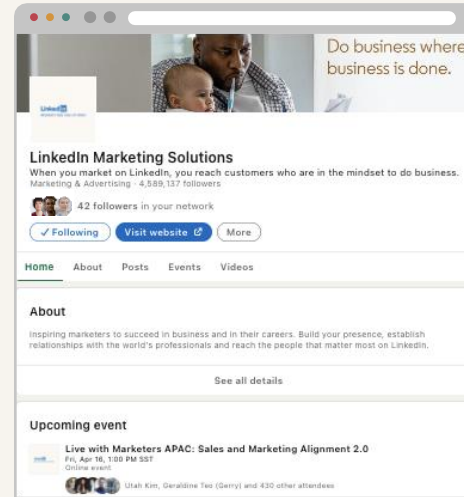 Do business where
business is done.
LinkedIn
LinkedIn Marketing Solutions
When you market on LinkedIn, you reach customers who are in the mindset to do business.
Marketing & Advertising · 4,589,137 followers
42 followers in your network
✓ Following
Visit website
More
Home About Posts Events Videos
About
Inspiring marketers to succeed in business and in their careers. Build your presence, establish
relationships with the world's professionals and reach the people that matter most on LinkedIn.
See all details
Upcoming event
Live with Marketers APAC: Sales and Marketing Alignment 2.0
Fri, Apr 16, 1:00 PM SST
Online event
Utah Kim, Geraldine Teo (Gerry) and 430 other attendees